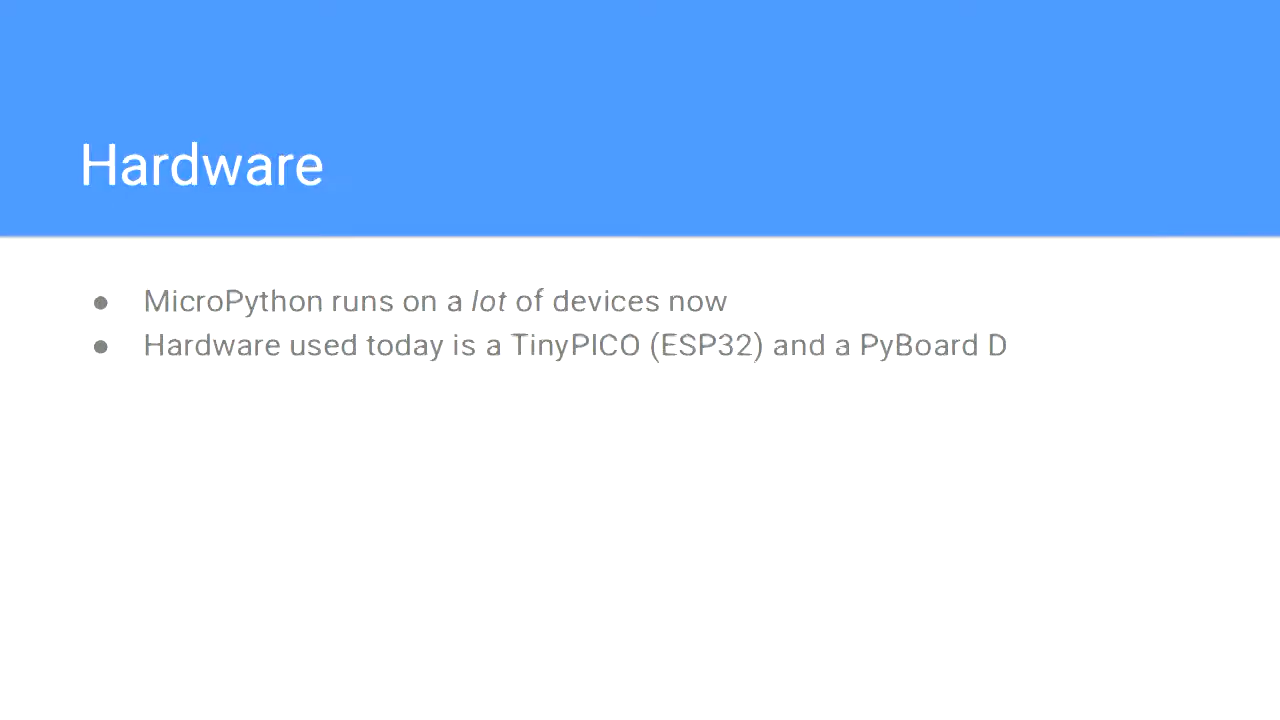 Hardware
● MicroPython runs on a lot of devices now
● Hardware used today is a TinyPICO (ESP32) and a PyBoard D